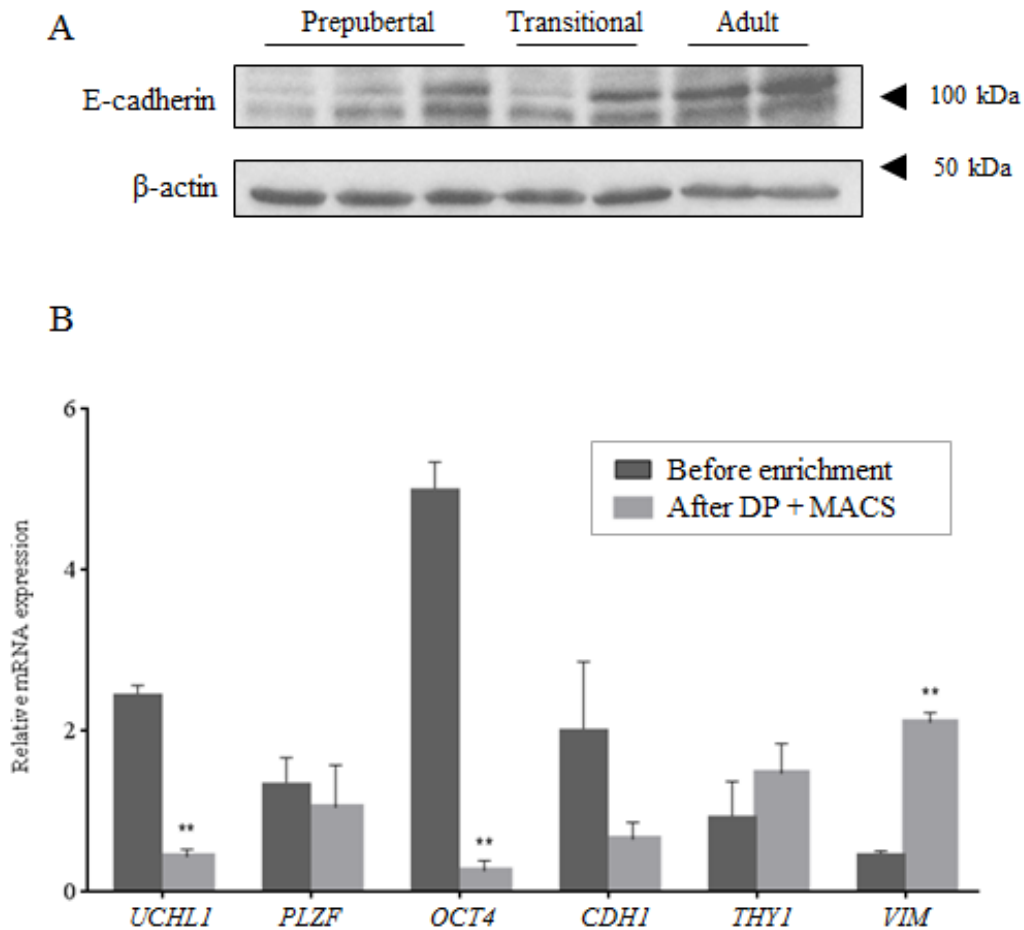 A
Prepubertal Transitional Adult
E-cadherin
100 kDa
β-actin
50 kDa
B
Relative mRNA expression
6
4
2
0
Before enrichment
After DP + MACS
**
**
**
UCHL1 PLZF OCT4 CDH1 THY1 VIM